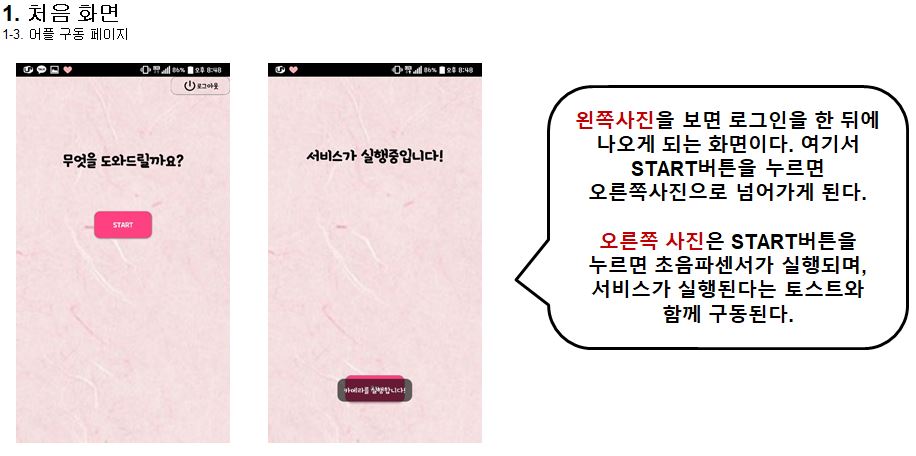 1. 처음 화면
1-3. 어플 구동 페이지
86% 오후 8:48
로그아웃
무엇을 도와드릴까요?
START
86% 오후 8:48
서비스가 실행중입니다!
카메라를 실행합니다!
왼쪽사진을 보면 로그인을 한 뒤에
나오게 되는 화면이다. 여기서
START버튼을 누르면
오른쪽사진으로 넘어가게 된다.
오른쪽 사진은 START버튼을
누르면 초음파센서가 실행되며,
서비스가 실행된다는 토스트와
함께 구동된다.